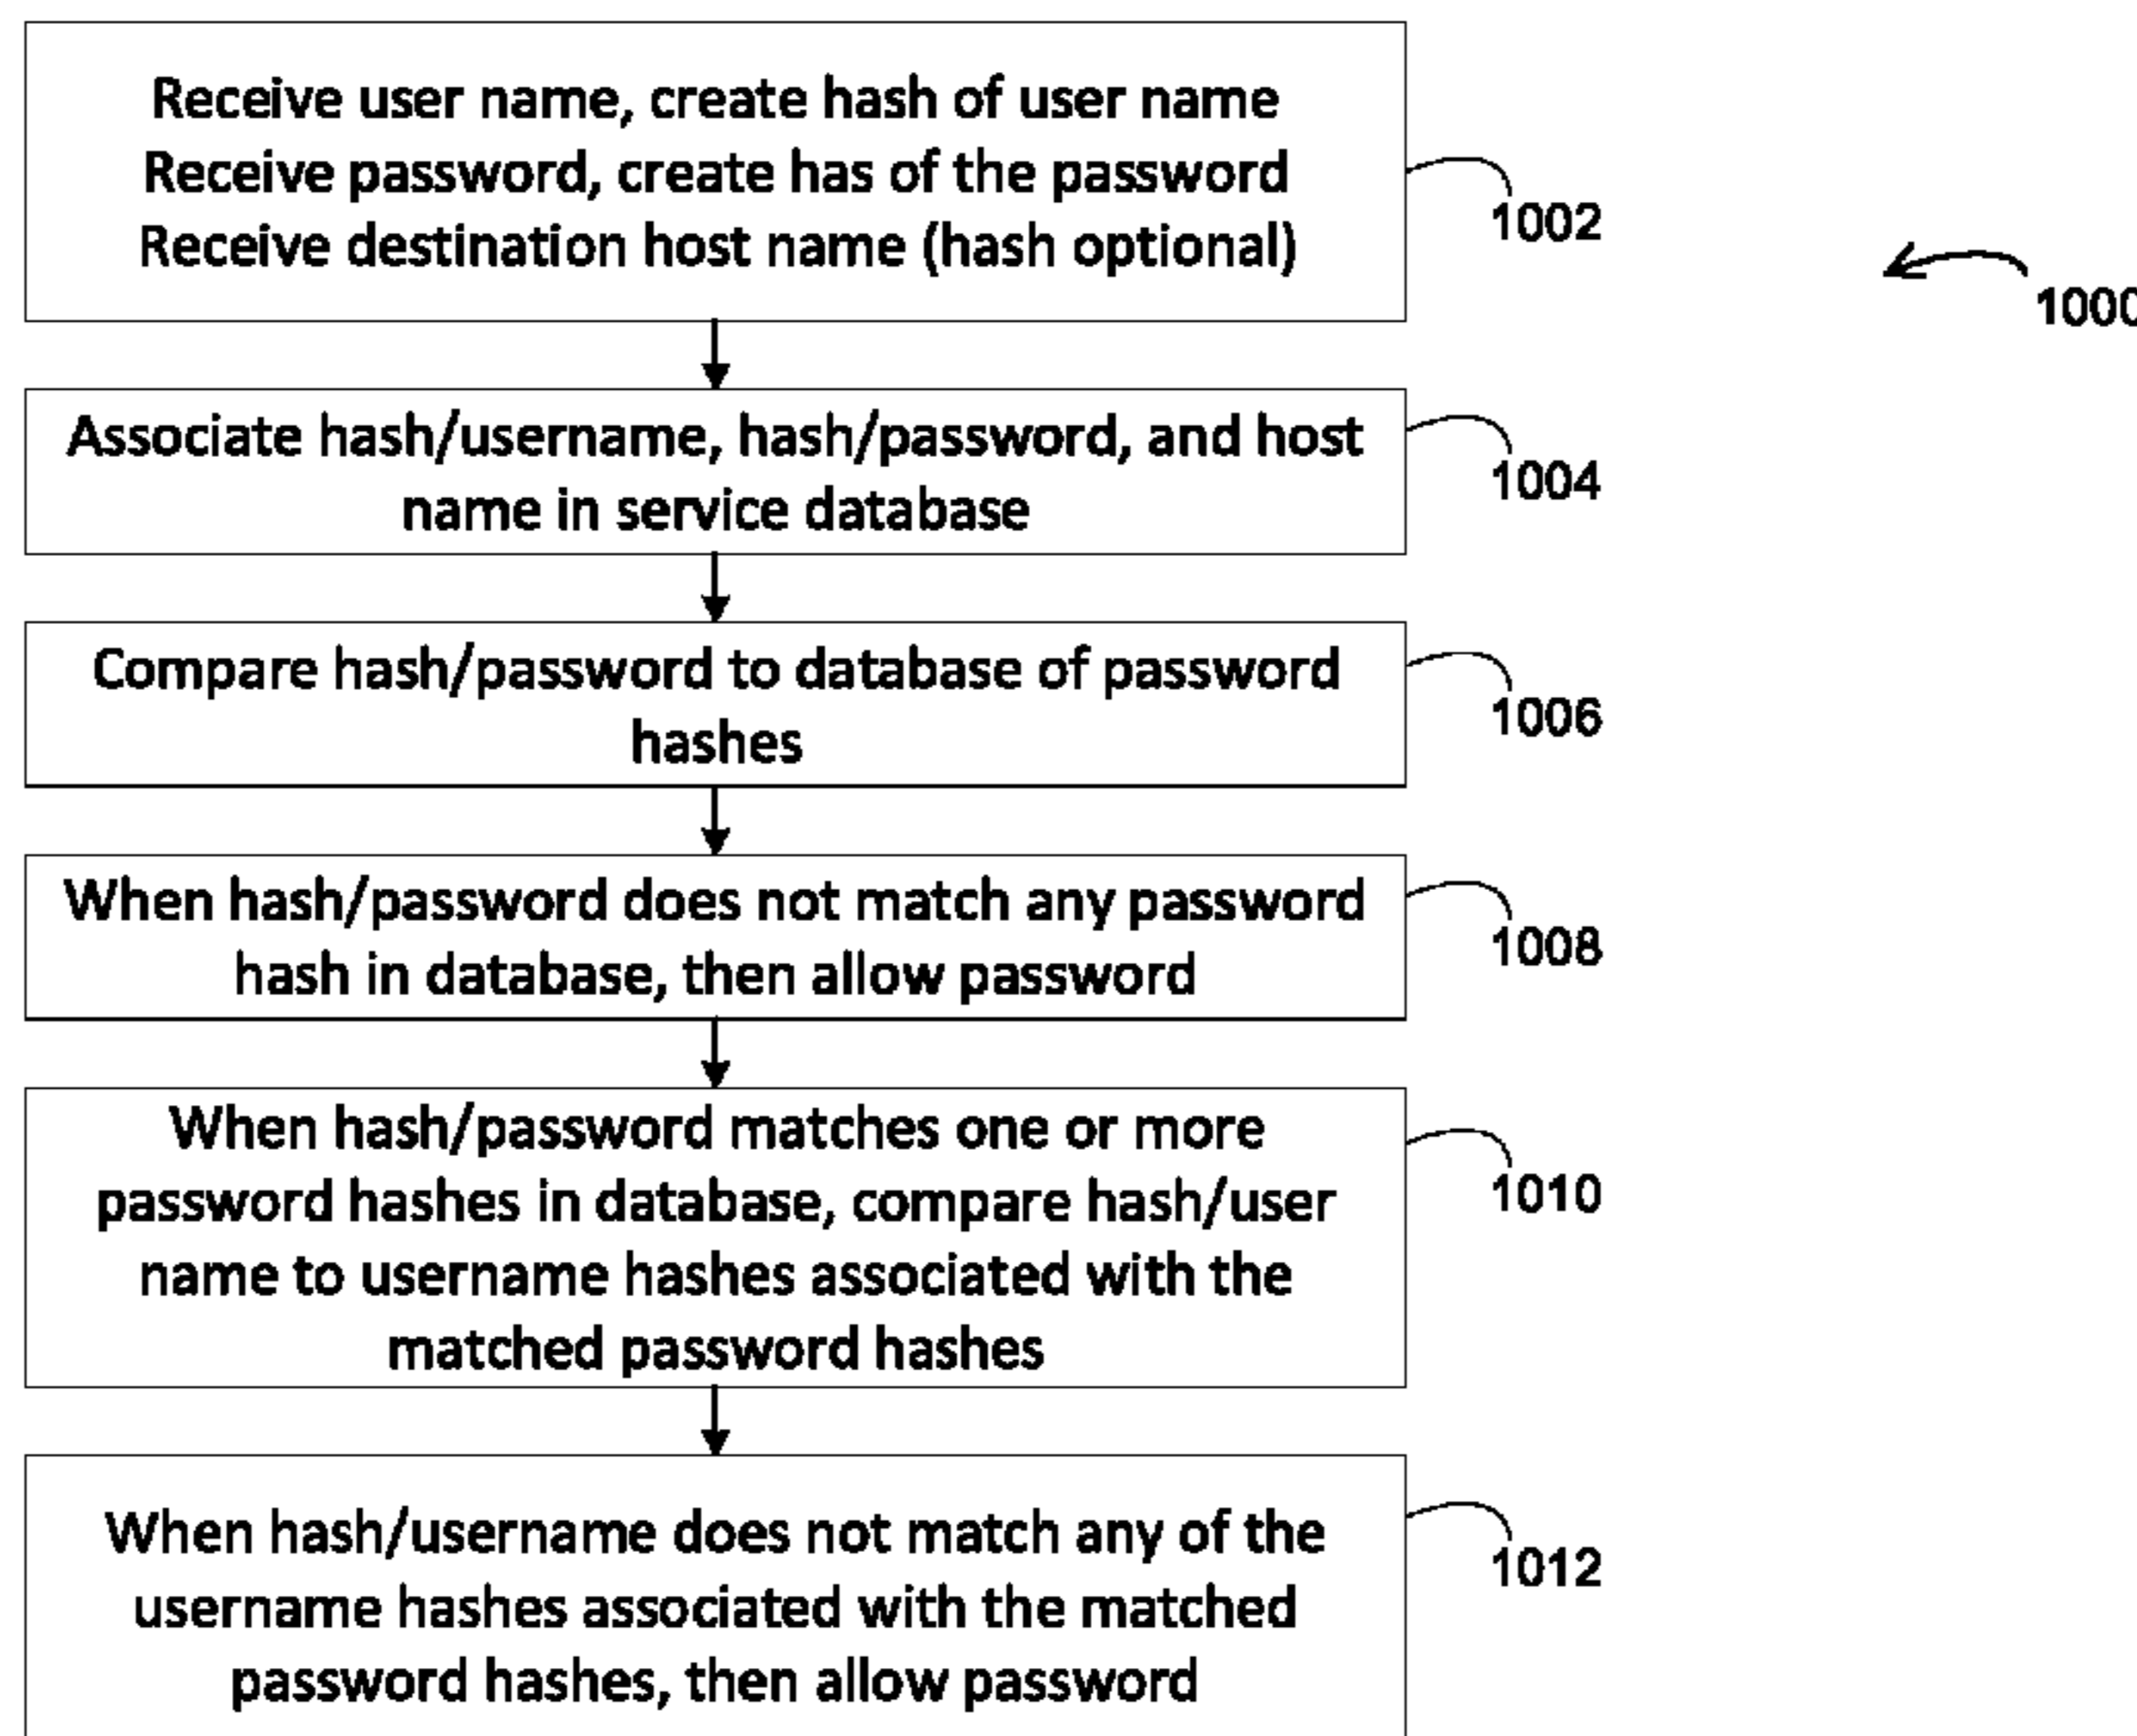 Receive user name, create hash of user name
Receive password, create has of the password
Receive destination host name (hash optional)
1002
1000
Associate hash/username, hash/password, and host
name in service database
1004
Compare hash/password to database of password
hashes
1006
When hash/password does not match any password
hash in database, then allow password
1008
When hash/password matches one or more
password hashes in database, compare hash/user
name to username hashes associated with the
matched password hashes
1010
When hash/username does not match any of the
username hashes associated with the matched
password hashes, then allow password
1012